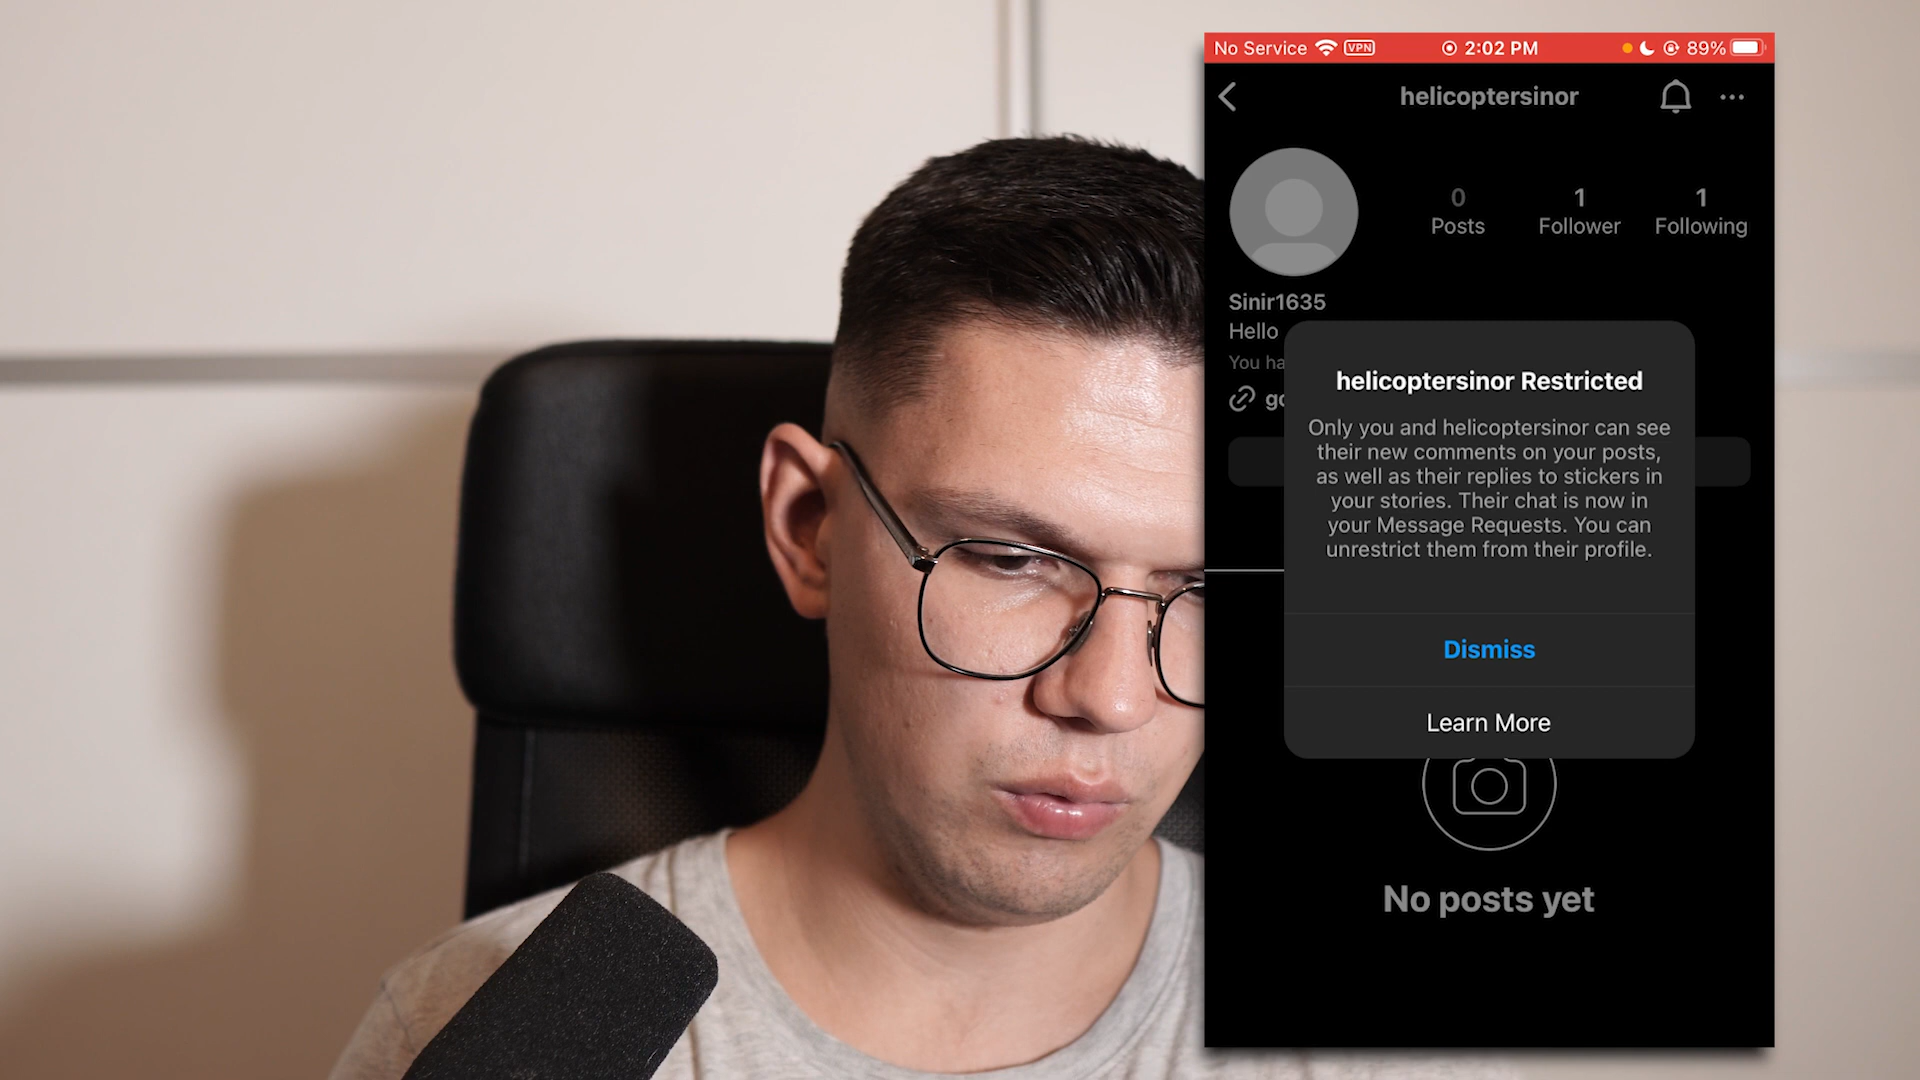 No Service VPN 2:02 PM 89%
helicoptersinor
0 1 1
Posts Follower Following
Sinir1635
Hello
You ha
go
helicoptersinor Restricted
Only you and helicoptersinor can see
their new comments on your posts,
as well as their replies to stickers in
your stories. Their chat is now in
your Message Requests. You can
unrestrict them from their profile.
Dismiss
Learn More
No posts yet